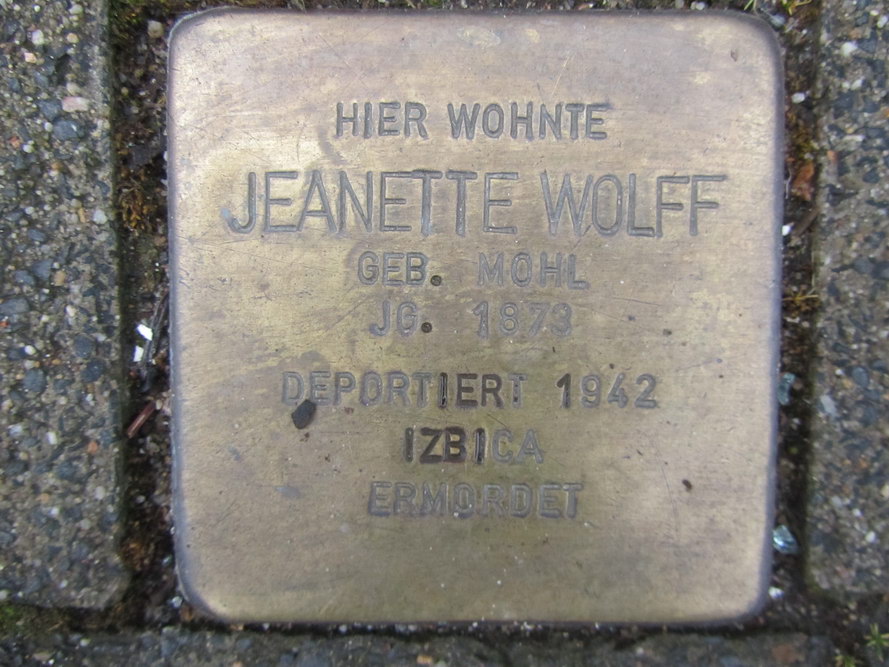 HIER WOHNTE
JEANETTE WOLFF
GEB. MOHL
JG. 1873
DEPORTIERT 1942
IZBICA
ERMORDET